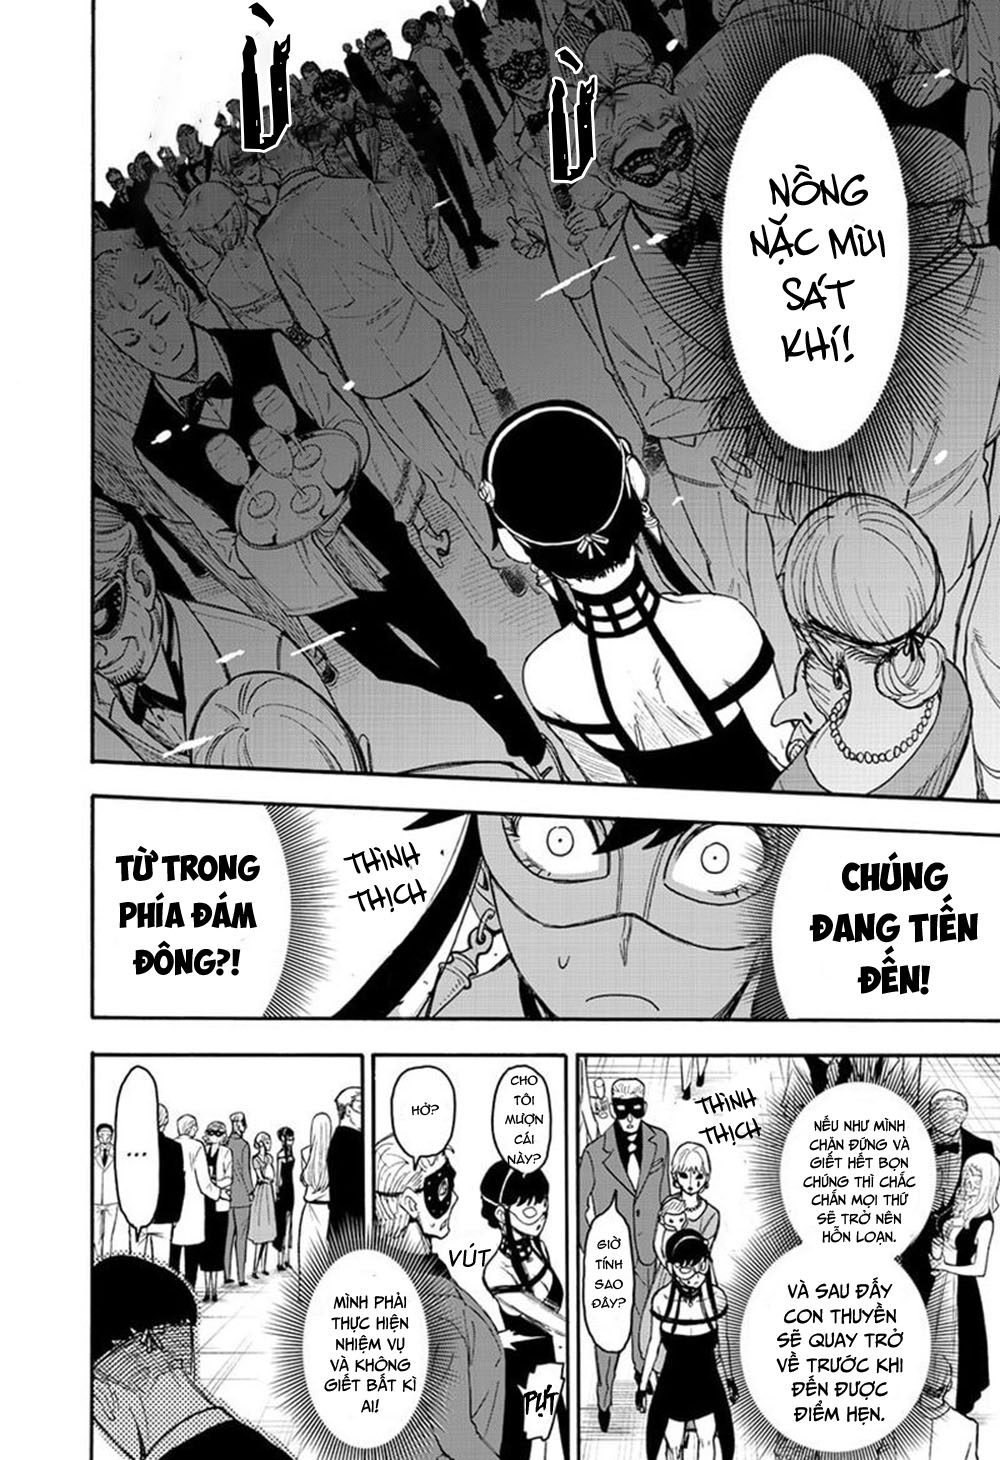 Ù
Ù
NỒNG
NẶC MÙI
SÁT
KHÍ!
CHÚNG
ĐANG TIẾN
ĐẾN!
THÌNH
THỊCH
TỪ TRONG
PHÍA ĐÁM
ĐÔNG?!
NẾU NHƯ MÌNH
CHẶN ĐỨNG VÀ
GIẾT HẾT BỌN
CHÚNG THÌ CHẮC
CHẮN MỌI THỨ
SẼ TRỞ NÊN
HỖN LOẠN.
VÀ SAU ĐẤY
CON THUYỀN
SẼ QUAY TRỞ
VỀ TRƯỚC KHI
ĐẾN ĐƯỢC
ĐIỂM HẸN.
THÌNH
THỊCH
GIỜ
TÍNH
SAO
ĐÂY?
CHO
TÔI
MƯỢN
CÁI
NÀY?
HỞ?
VÚT
PỤT
MÌNH PHẢI
THỰC HIỆN
NHIỆM VỤ
VÀ KHÔNG
GIẾT BẤT KÌ
AI!
...